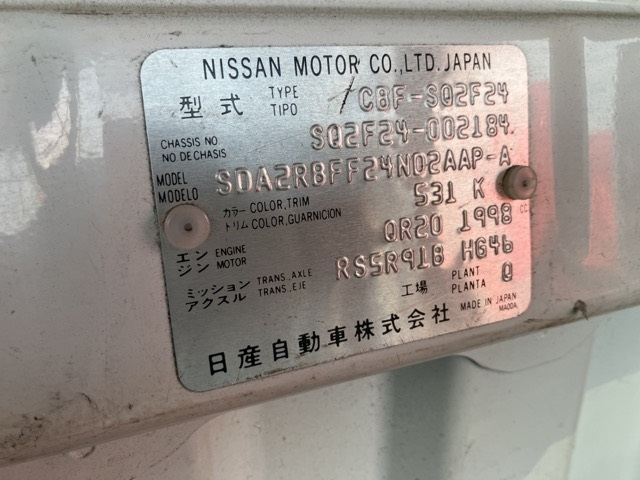 NISSAN MOTOR CO.,LTD. JAPAN
型式 TYPE TIPO C8F-SQ2F24
CHASSIS NO. NO. DE CHASIS SQ2F24-002184
MODEL MODELO SDA2R8FF24N02AAP-A
カラー COLOR,TRIM トリム COLOR,GUARNICION 531 K
エンジン ENGINE MOTOR QR20 1998 CC
ミッション TRANS.,AXLE アクスル TRANS.,EJE RS5R91B HG46
工場 PLANT PLANTA Q
MADE IN JAPAN
日産自動車株式会社